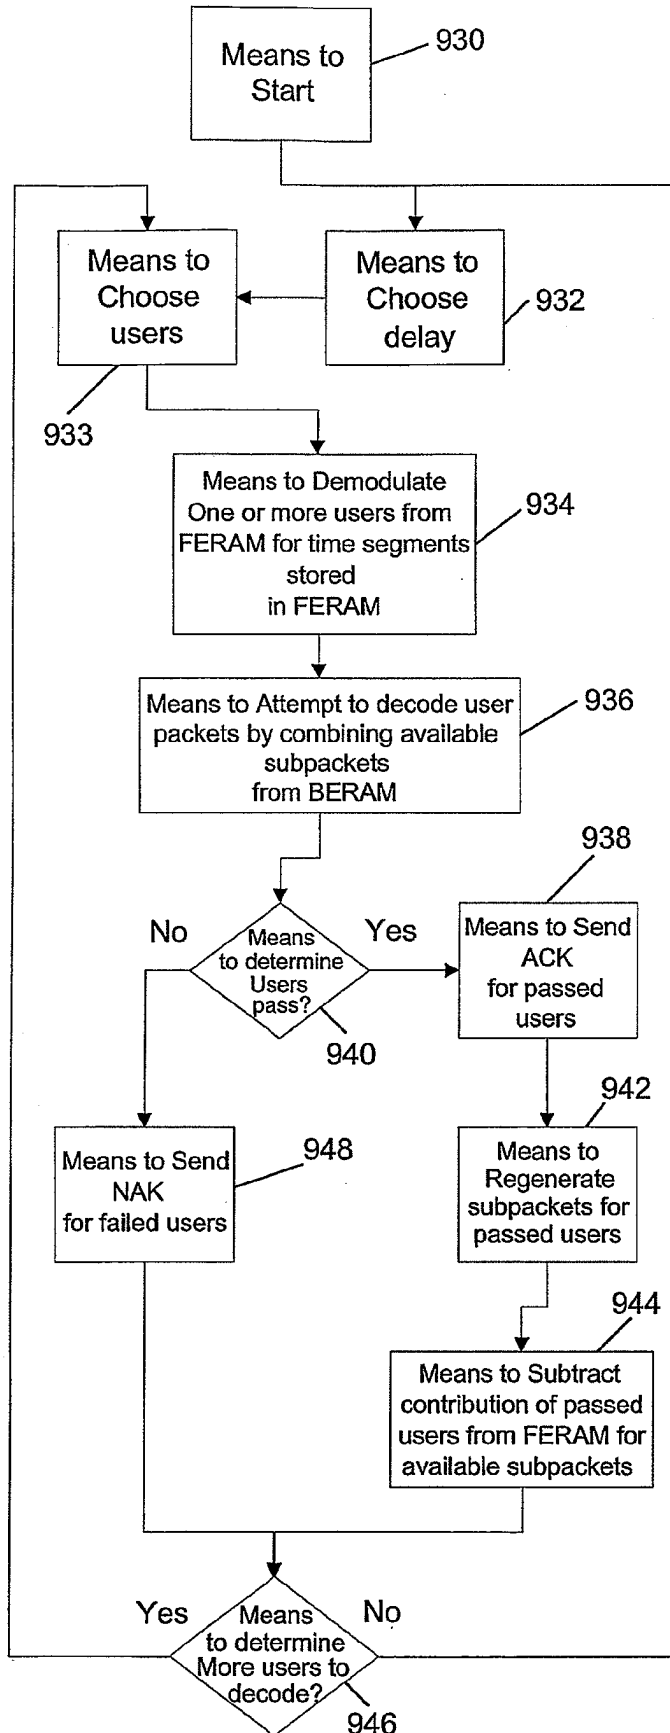 Means to
Start
930
Means to
Choose
users
933
Means to
Choose
delay
932
Means to Demodulate
One or more users from
FERAM for time segments
stored
in FERAM
934
Means to Attempt to decode user
packets by combining available
subpackets
from BERAM
936
938
No
Means
to determine
Users
pass?
Yes
940
Means to Send
ACK
for passed
users
942
Means to Send
NAK
for failed users
948
Means to
Regenerate
subpackets for
passed users
944
Means to Subtract
contribution of passed
users from FERAM for
available subpackets
Yes
Means
to determine
More users to
decode?
No
946